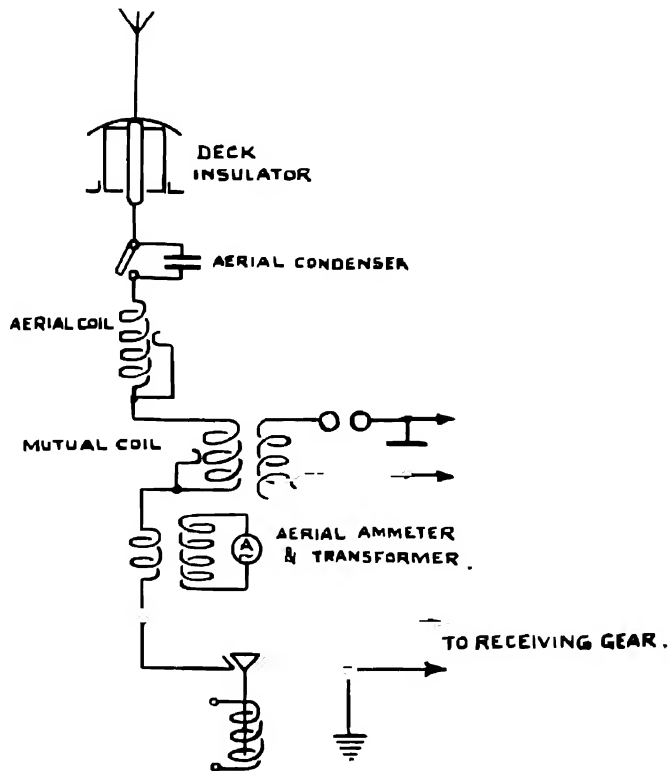 DECK
INSULATOR
AERIAL CONDENSER
AERIAL COIL
MUTUAL COIL
AERIAL AMMETER
& TRANSFORMER.
A
TO RECEIVING GEAR.